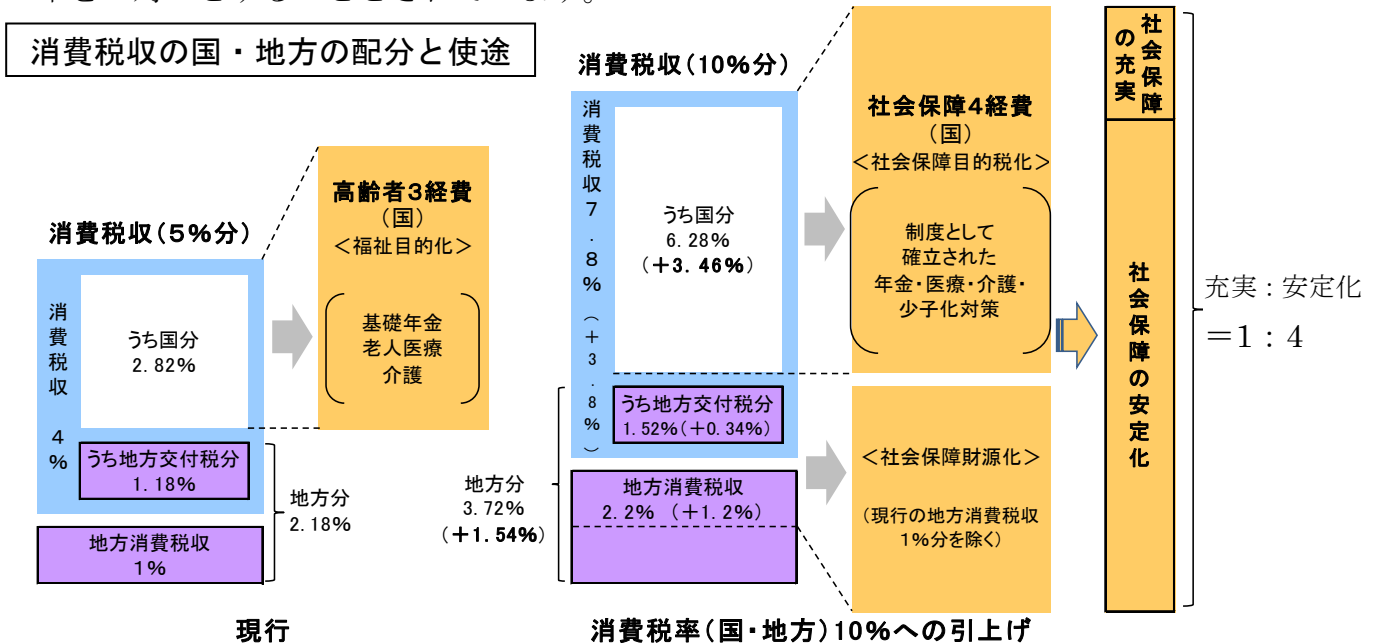 消費税収の国・地方の配分と使途
消費税収(5%分)
消費税収 4%
うち国分
2.82%
うち地方交付税分
1.18%
地方消費税収
1%
地方分
2.18%
高齢者3経費
(国)
<福祉目的化>
基礎年金
老人医療
介護
現行
消費税収(10%分)
消費税収7.8%(+3.8%)
うち国分
6.28%
(+3.46%)
うち地方交付税分
1.52%(+0.34%)
地方消費税収
2.2% (+1.2%)
地方分
3.72%
(+1.54%)
社会保障4経費
(国)
<社会保障目的税化>
制度として
確立された
年金・医療・介護・
少子化対策
<社会保障財源化>
(現行の地方消費税収
1%分を除く)
消費税率(国・地方)10%への引上げ
社会保障
の充実
社会保障の安定化
充実:安定化
=1:4